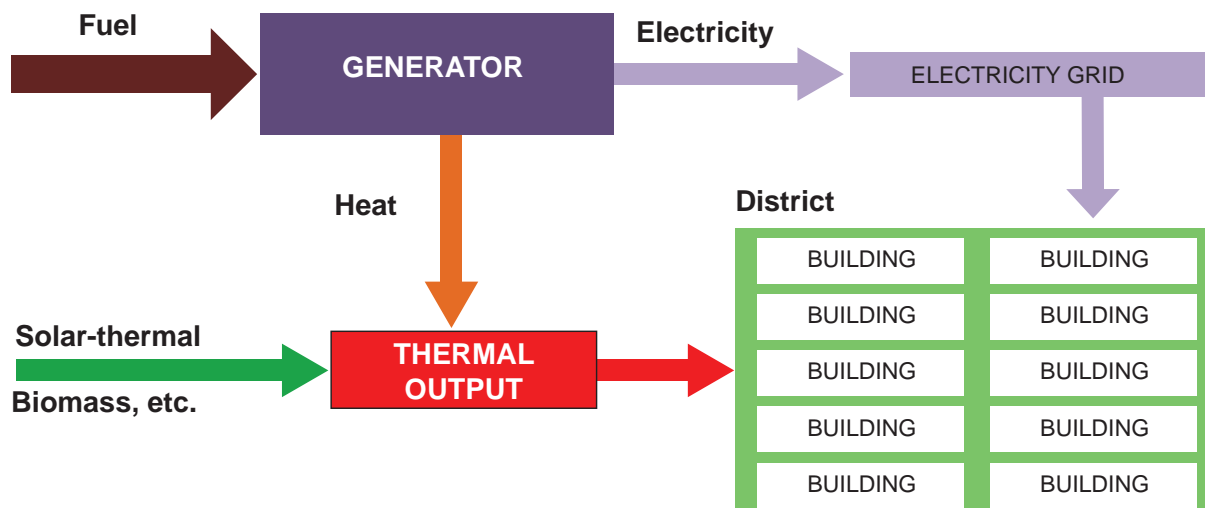 Fuel
GENERATOR
Electricity
ELECTRICITY GRID
Heat
District
Solar-thermal
Biomass, etc.
THERMAL
OUTPUT
BUILDING
BUILDING
BUILDING
BUILDING
BUILDING
BUILDING
BUILDING
BUILDING
BUILDING
BUILDING